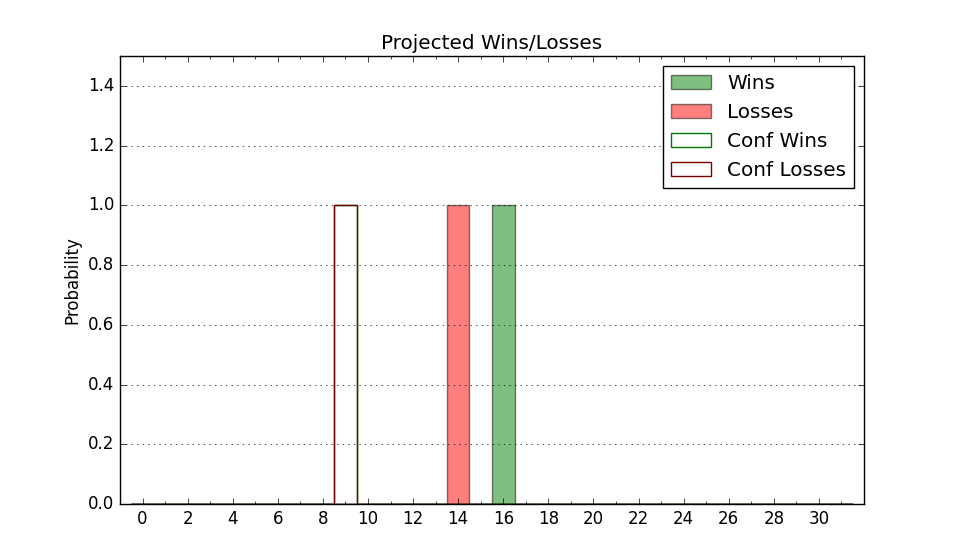 Projected Wins/Losses
Wins
Losses
Conf Wins
Conf Losses
Probability
1.4
1.2
1.0
0.8
0.6
0.4
0.2
0.0
0 2 4 6 8 10 12 14 16 18 20 22 24 26 28 30